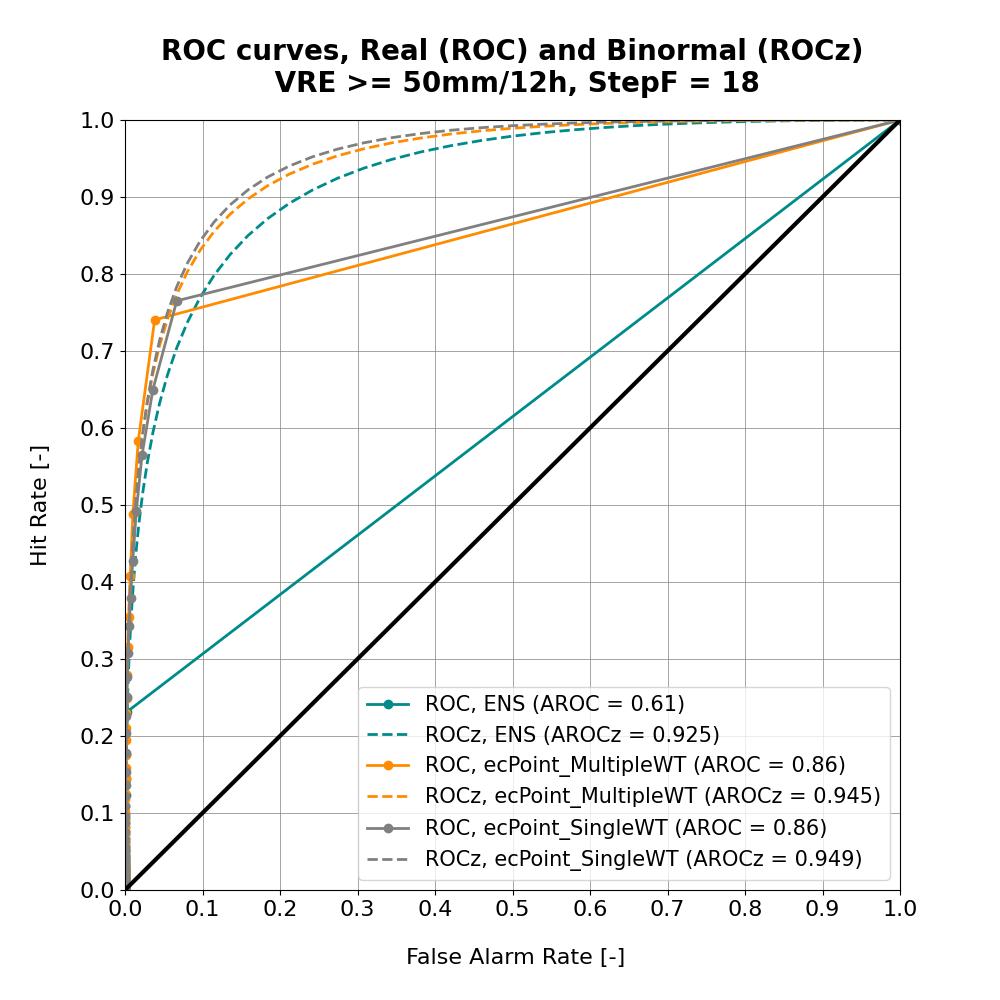 ROC curves, Real (ROC) and Binormal (ROCz)
VRE >= 50mm/12h, StepF = 18
1.0
0.9
0.8
0.7
0.6
0.5
0.4
0.3
0.2
0.1
0.0
Hit Rate [-]
ROC, ENS (AROC = 0.61)
ROCz, ENS (AROCz = 0.925)
ROC, ecPoint_MultipleWT (AROC = 0.86)
ROCz, ecPoint_MultipleWT (AROCz = 0.945)
ROC, ecPoint_SingleWT (AROC = 0.86)
ROCz, ecPoint_SingleWT (AROCz = 0.949)
0.0 0.1 0.2 0.3 0.4 0.5 0.6 0.7 0.8 0.9 1.0
False Alarm Rate [-]